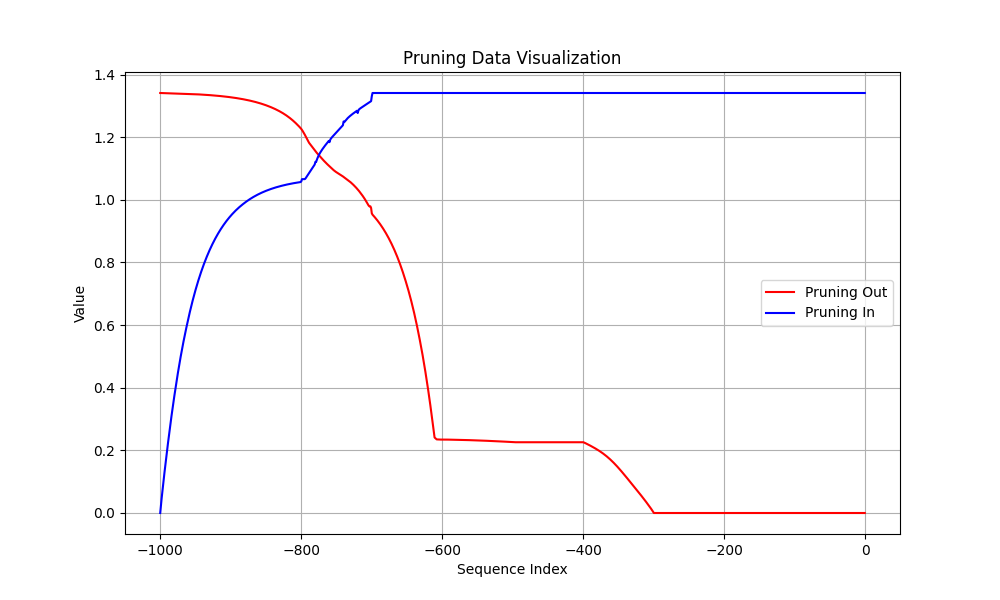 Pruning Data Visualization
1.4
1.2
1.0
0.8
0.6
0.4
0.2
0.0
Value
Pruning Out
Pruning In
−1000 −800 −600 −400 −200 0
Sequence Index